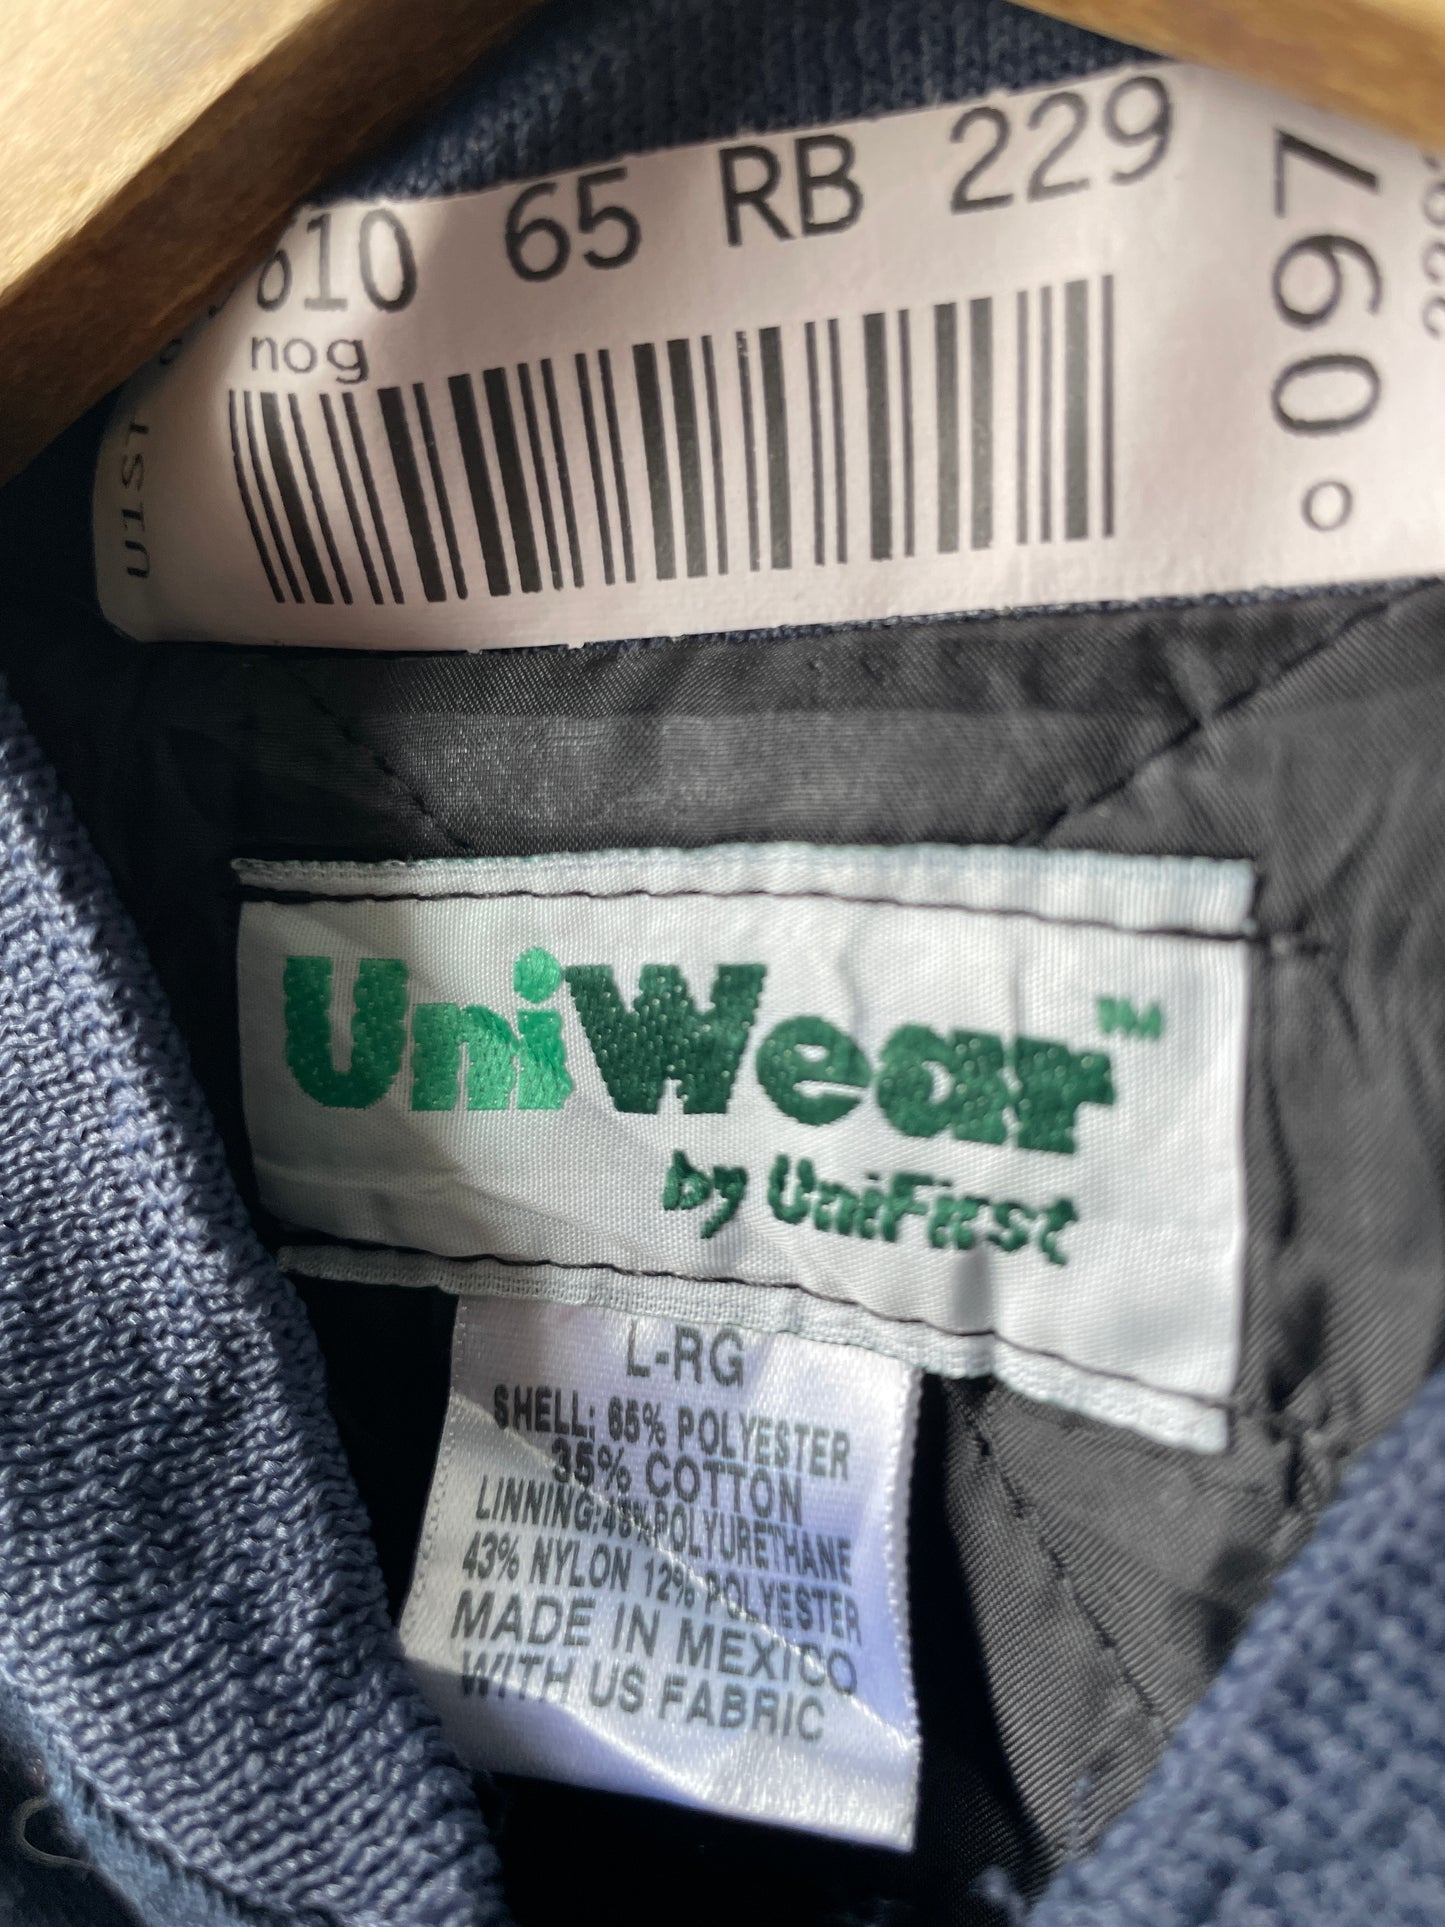 610 65 RB 229
nog
097
UniWear™
by UniFirst
L-RG
SHELL: 65% POLYESTER
35% COTTON
LINNING:45%POLYURETHANE
43% NYLON 12% POLYESTER
MADE IN MEXICO
WITH US FABRIC